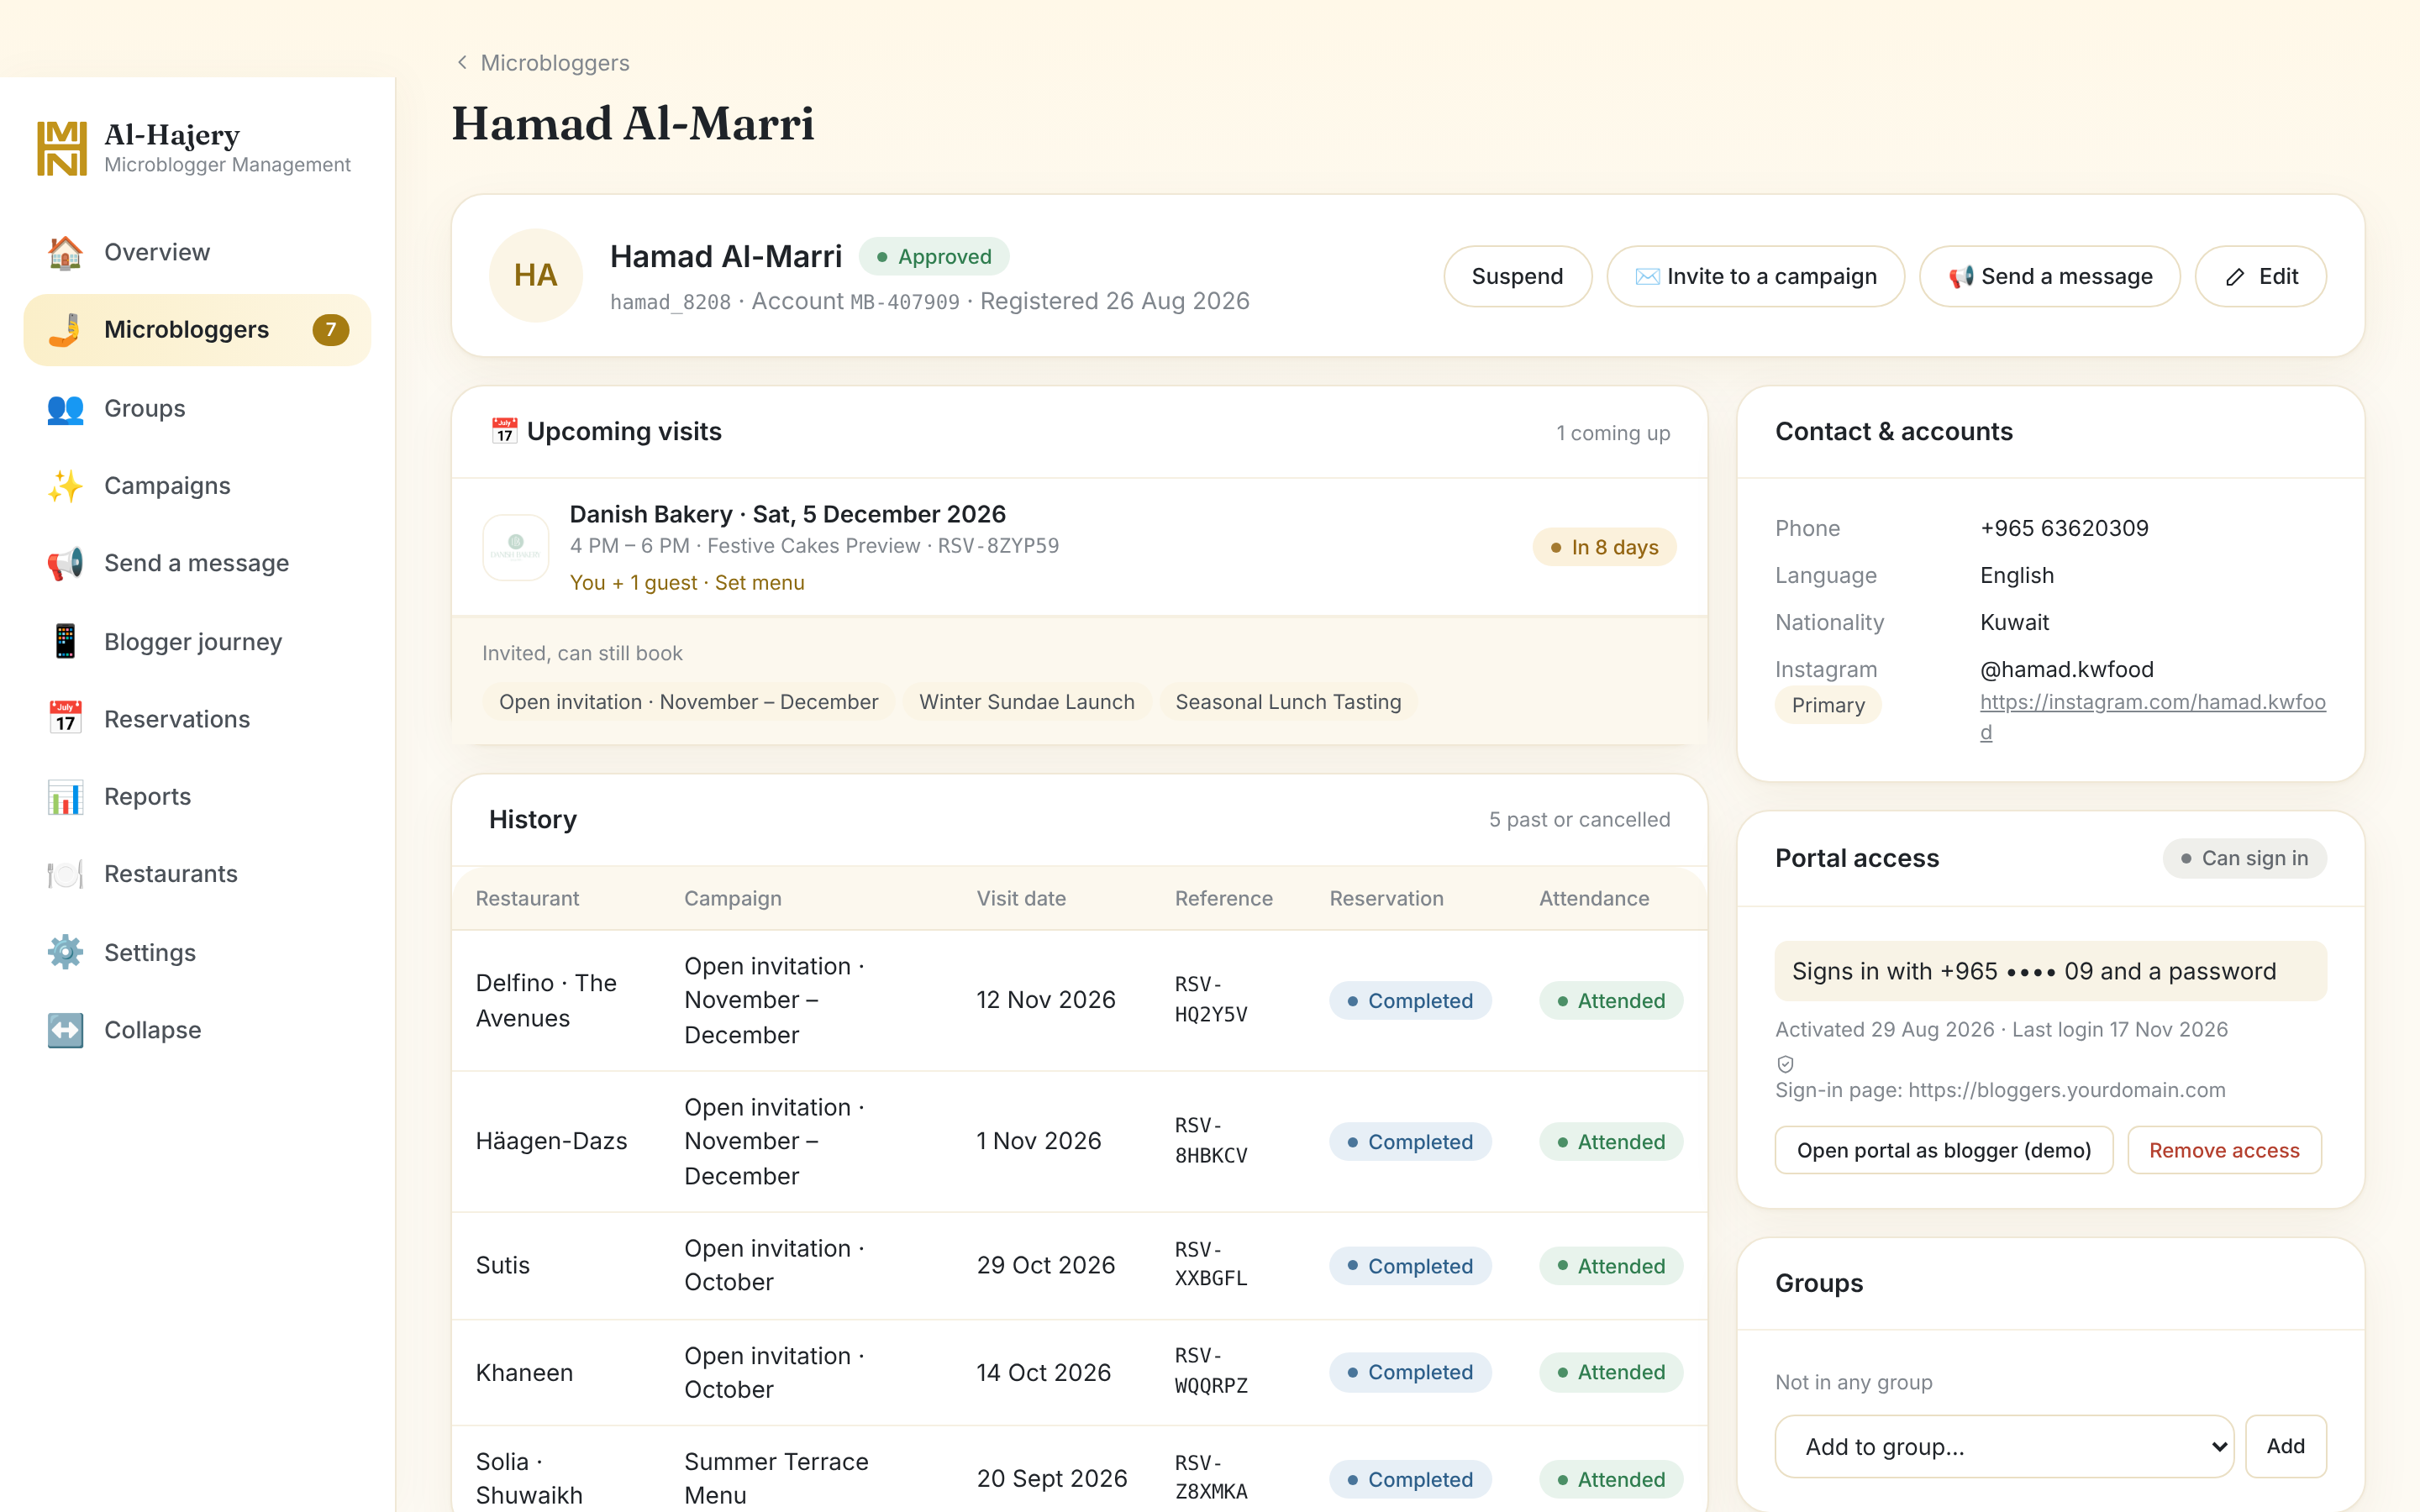 Microbloggers
Hamad Al-Marri
Al-Hajery
Microblogger Management
Overview
Microbloggers 7
Groups
Campaigns
Send a message
Blogger journey
Reservations
Reports
Restaurants
Settings
Collapse
HA
Hamad Al-Marri Approved
hamad_8208 · Account MB-407909 · Registered 26 Aug 2026
Suspend
✉️ Invite to a campaign
📢 Send a message
Edit
📅 Upcoming visits
1 coming up
DANISH BAKERY
Danish Bakery · Sat, 5 December 2026
4 PM – 6 PM · Festive Cakes Preview · RSV-8ZYP59
You + 1 guest · Set menu
In 8 days
Invited, can still book
Open invitation · November – December
Winter Sundae Launch
Seasonal Lunch Tasting
History
5 past or cancelled
Restaurant Campaign Visit date Reference Reservation Attendance
Delfino · The
Avenues
Open invitation ·
November –
December
12 Nov 2026
RSV-
HQ2Y5V
Completed
Attended
Häagen-Dazs
Open invitation ·
November –
December
1 Nov 2026
RSV-
8HBKCV
Completed
Attended
Sutis
Open invitation ·
October
29 Oct 2026
RSV-
XXBGFL
Completed
Attended
Khaneen
Open invitation ·
October
14 Oct 2026
RSV-
WQQRPZ
Completed
Attended
Solia ·
Shuwaikh
Summer Terrace
Menu
20 Sept 2026
RSV-
Z8XMKA
Completed
Attended
Contact & accounts
Phone +965 63620309
Language English
Nationality Kuwait
Instagram @hamad.kwfood
Primary
https://instagram.com/hamad.kwfoo
d
Portal access
Can sign in
Signs in with +965 •••• 09 and a password
Activated 29 Aug 2026 · Last login 17 Nov 2026
Sign-in page: https://bloggers.yourdomain.com
Open portal as blogger (demo)
Remove access
Groups
Not in any group
Add to group...
Add